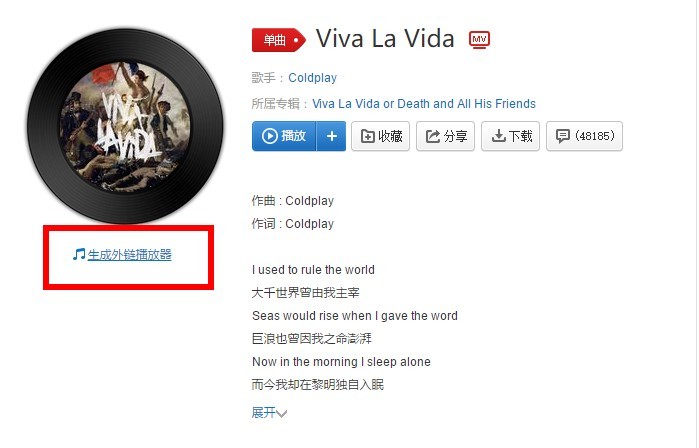 单曲 Viva La Vida MV
歌手：Coldplay
所属专辑：Viva La Vida or Death and All His Friends
播放 + 收藏 分享 下载 (48185)
VIVA
LA VIDA
生成外链播放器
作曲 : Coldplay
作词 : Coldplay
I used to rule the world
大千世界曾由我主宰
Seas would rise when I gave the word
巨浪也曾因我之命澎湃
Now in the morning I sleep alone
而今我却在黎明独自入眠
展开